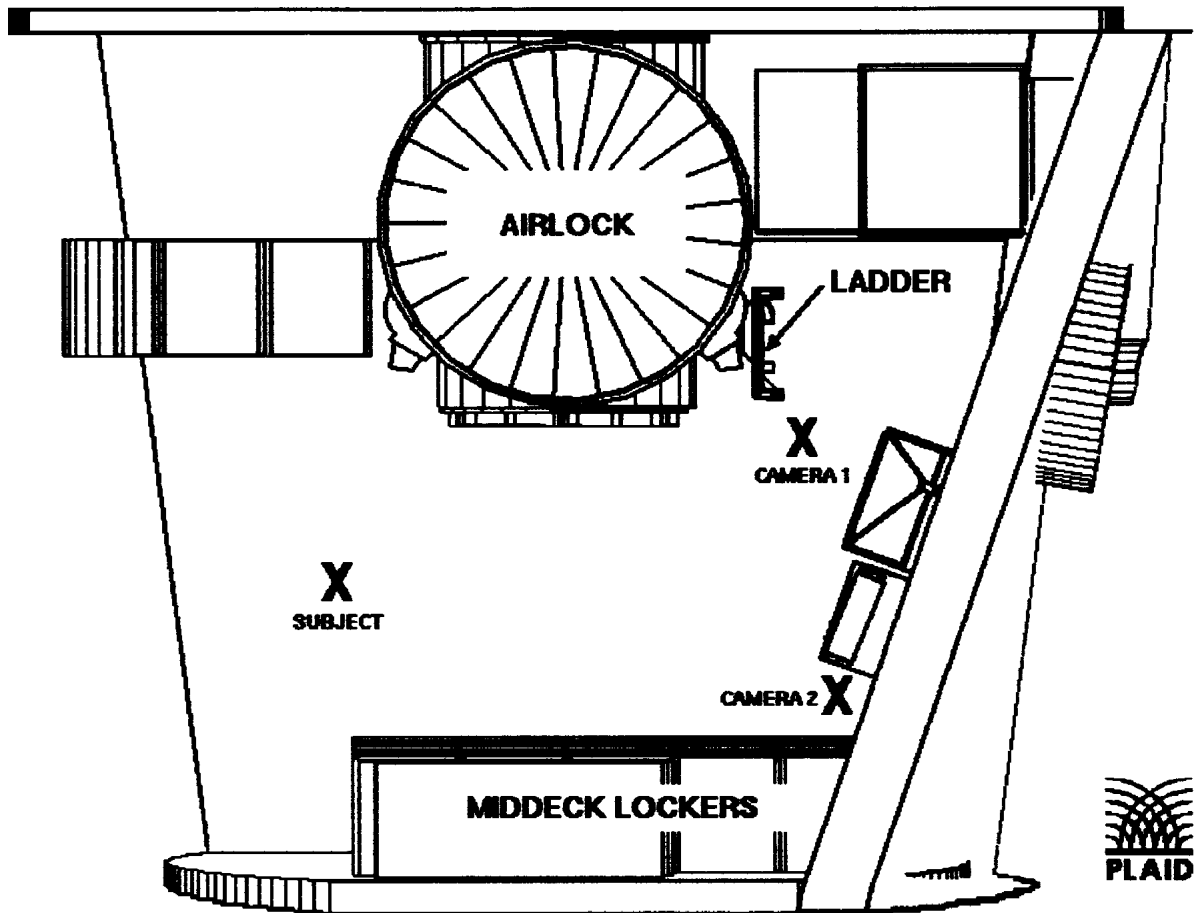 AIRLOCK
LADDER
X
CAMERA 1
X
SUBJECT
CAMERA 2 X
MIDDECK LOCKERS
PLAID